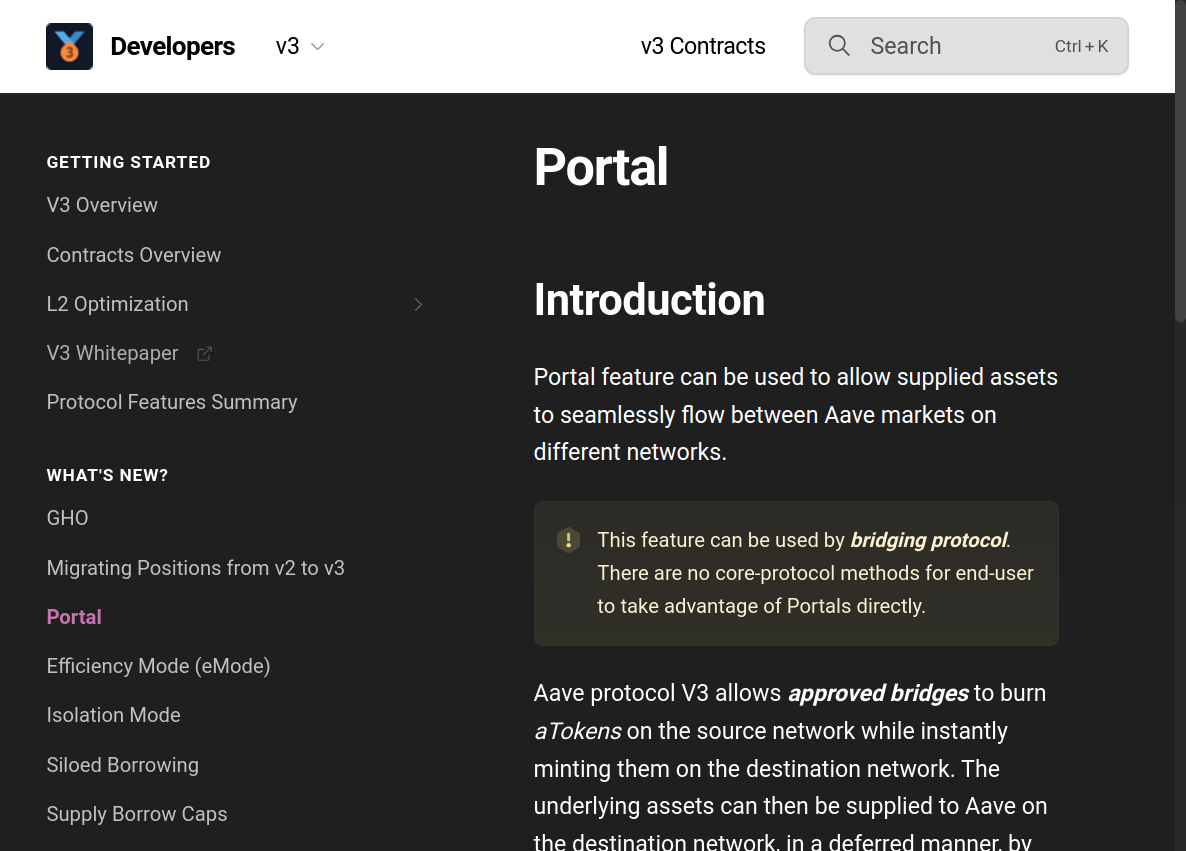 3
Developers
v3
v3 Contracts
Search
Ctrl + K
GETTING STARTED
V3 Overview
Contracts Overview
L2 Optimization
V3 Whitepaper
Protocol Features Summary
WHAT'S NEW?
GHO
Migrating Positions from v2 to v3
Portal
Efficiency Mode (eMode)
Isolation Mode
Siloed Borrowing
Supply Borrow Caps
Portal
Introduction
Portal feature can be used to allow supplied assets
to seamlessly flow between Aave markets on
different networks.
This feature can be used by bridging protocol.
There are no core-protocol methods for end-user
to take advantage of Portals directly.
Aave protocol V3 allows approved bridges to burn
aTokens on the source network while instantly
minting them on the destination network. The
underlying assets can then be supplied to Aave on
the destination network, in a deferred manner, by